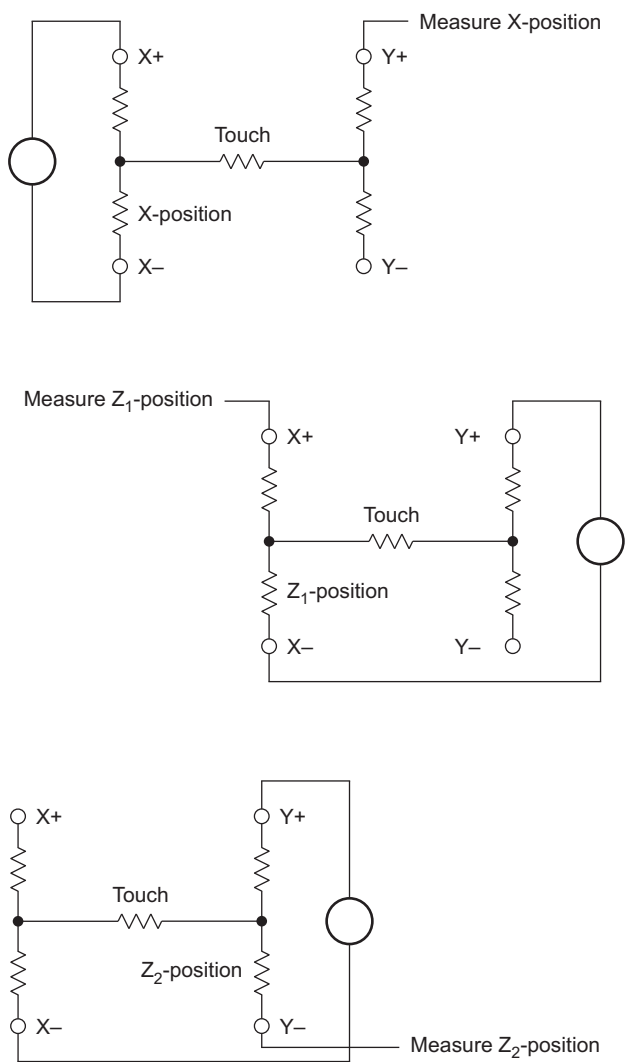 Measure X-position
X+
Y+
Touch
X-position
X–
Y–
Measure Z₁-position
X+
Y+
Touch
Z₁-position
X–
Y–
X+
Y+
Touch
Z₂-position
X–
Y–
Measure Z₂-position